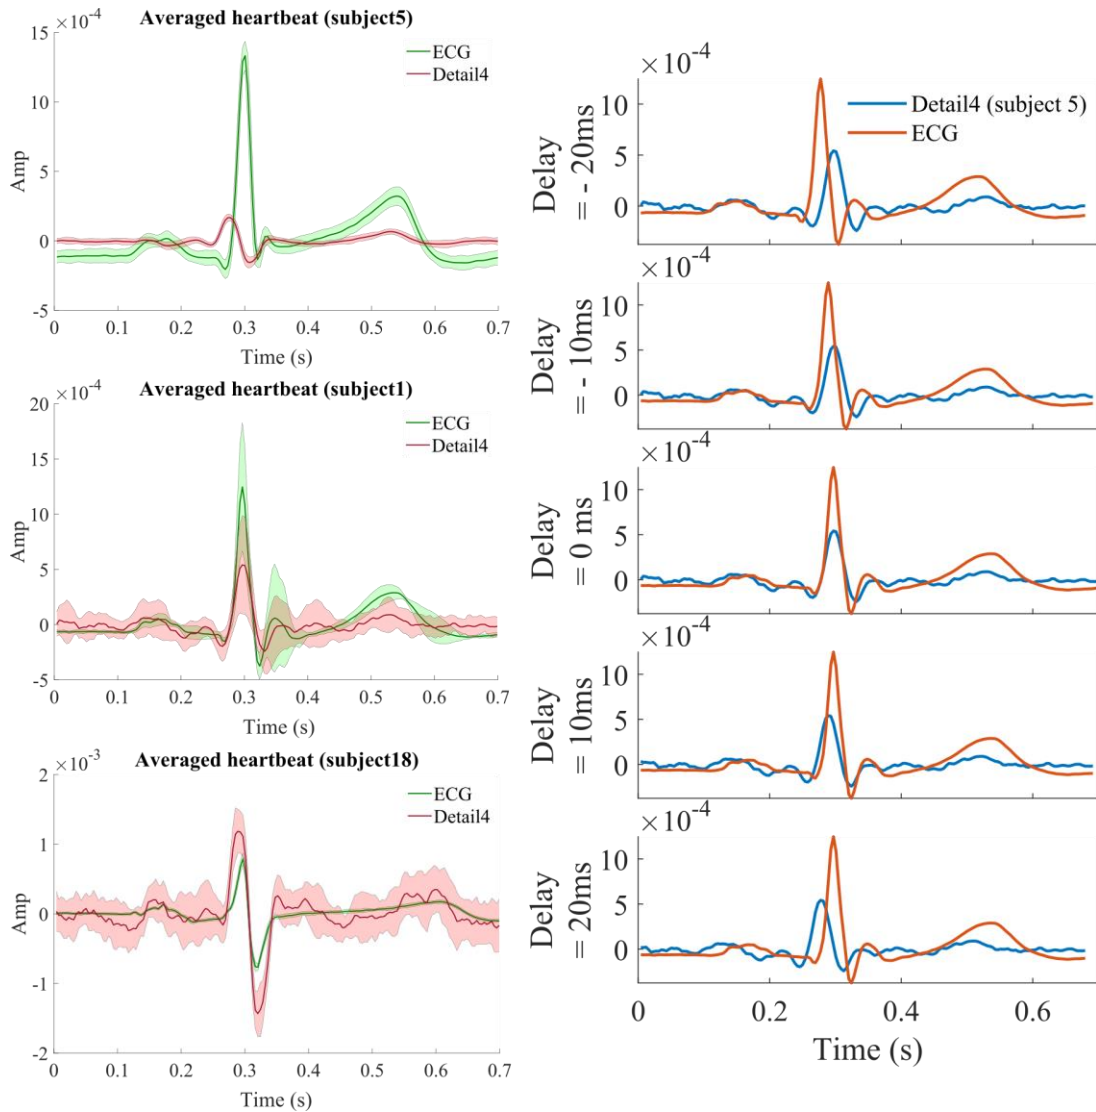 ×10⁻⁴
Averaged heartbeat (subject5)
ECG
Detail4
15
10
5
0
-5
Amp
0 0.1 0.2 0.3 0.4 0.5 0.6 0.7
Time (s)
×10⁻⁴
Averaged heartbeat (subject1)
ECG
Detail4
20
15
10
5
0
-5
Amp
0 0.1 0.2 0.3 0.4 0.5 0.6 0.7
Time (s)
×10⁻³
Averaged heartbeat (subject18)
ECG
Detail4
2
1
0
-1
-2
Amp
0 0.1 0.2 0.3 0.4 0.5 0.6 0.7
Time (s)
×10⁻⁴
Detail4 (subject 5)
ECG
10
5
0
Delay
= - 20ms
×10⁻⁴
10
5
0
Delay
= - 10ms
×10⁻⁴
10
5
0
Delay
= 0 ms
×10⁻⁴
10
5
0
Delay
= 10ms
×10⁻⁴
10
5
0
Delay
= 20ms
0 0.2 0.4 0.6
Time (s)